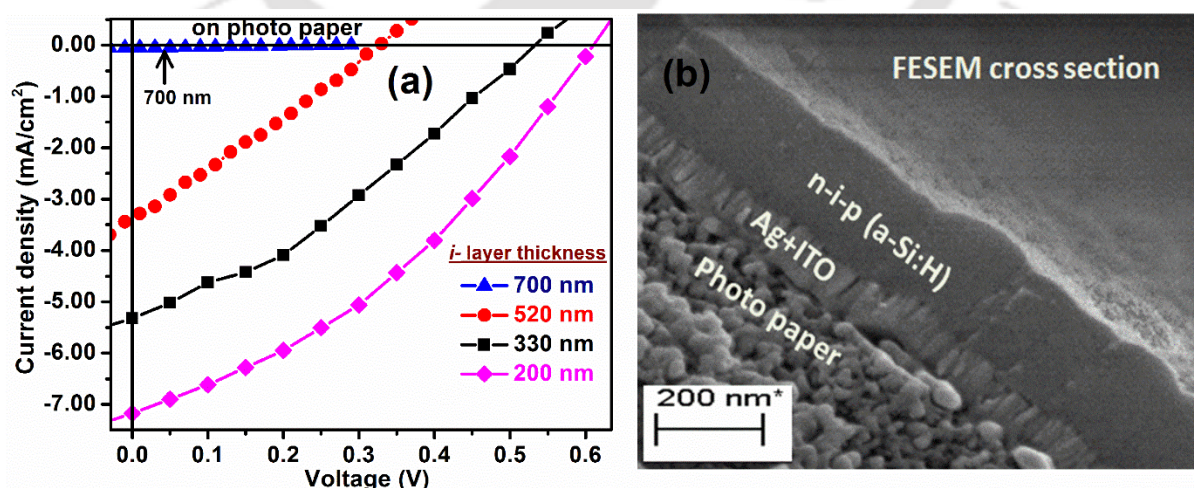 on photo paper
(a)
700 nm
Current density (mA/cm²)
0.00
-1.00
-2.00
-3.00
-4.00
-5.00
-6.00
-7.00
i- layer thickness
700 nm
520 nm
330 nm
200 nm
0.0 0.1 0.2 0.3 0.4 0.5 0.6
Voltage (V)
(b)
FESEM cross section
n-i-p (a-Si:H)
Ag+ITO
Photo paper
200 nm*